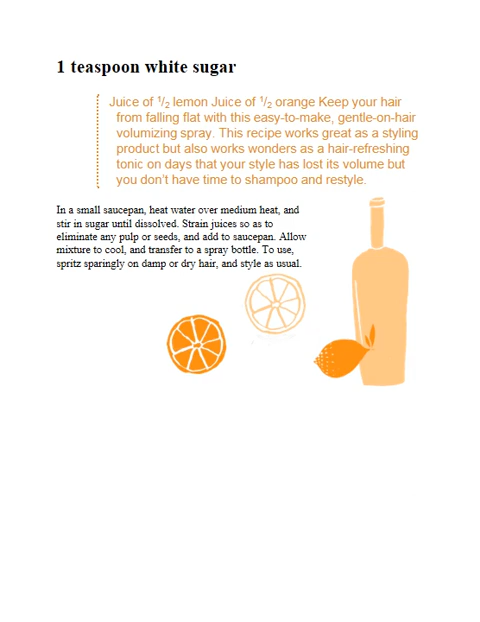 1 teaspoon white sugar
Juice of 1/2 lemon Juice of 1/2 orange Keep your hair
from falling flat with this easy-to-make, gentle-on-hair
volumizing spray. This recipe works great as a styling
product but also works wonders as a hair-refreshing
tonic on days that your style has lost its volume but
you don’t have time to shampoo and restyle.
In a small saucepan, heat water over medium heat, and
stir in sugar until dissolved. Strain juices so as to
eliminate any pulp or seeds, and add to saucepan. Allow
mixture to cool, and transfer to a spray bottle. To use,
spritz sparingly on damp or dry hair, and style as usual.